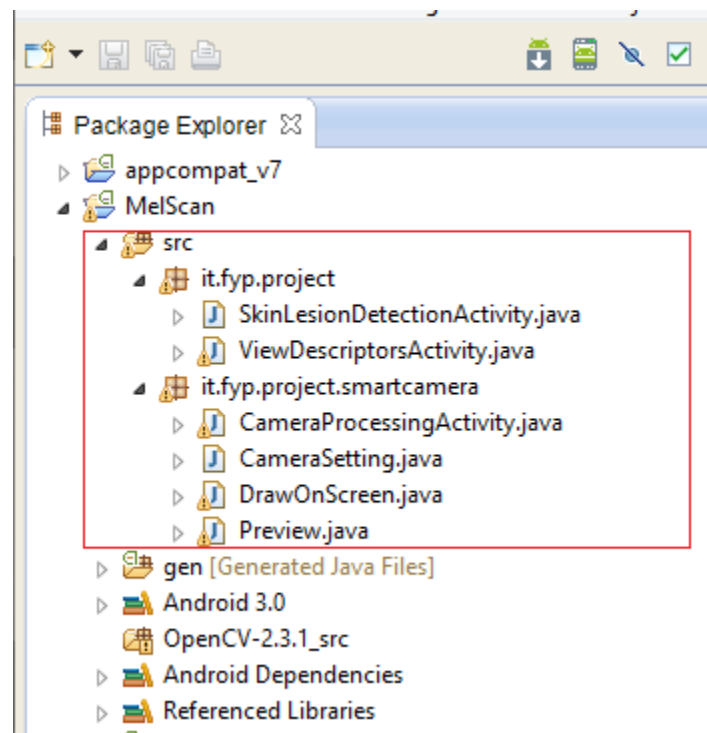 Package Explorer
appcompat_v7
MelScan
src
it.fyp.project
SkinLesionDetectionActivity.java
ViewDescriptorsActivity.java
it.fyp.project.smartcamera
CameraProcessingActivity.java
CameraSetting.java
DrawOnScreen.java
Preview.java
gen [Generated Java Files]
Android 3.0
OpenCV-2.3.1_src
Android Dependencies
Referenced Libraries